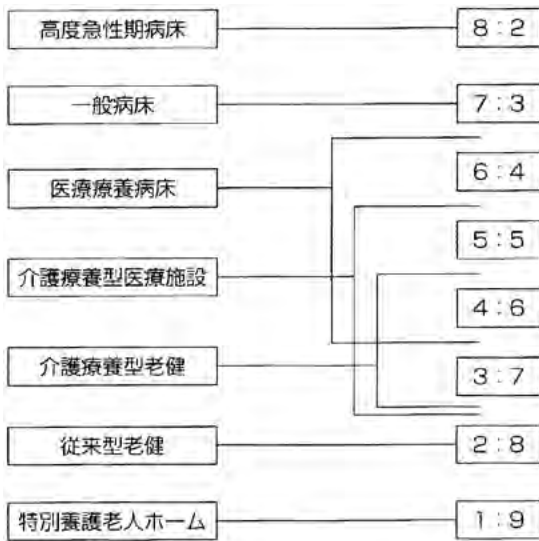 高度急性期病床
8:2
一般病床
7:3
医療療養病床
6:4
5:5
介護療養型医療施設
4:6
介護療養型老健
3:7
従来型老健
2:8
特別養護老人ホーム
1:9